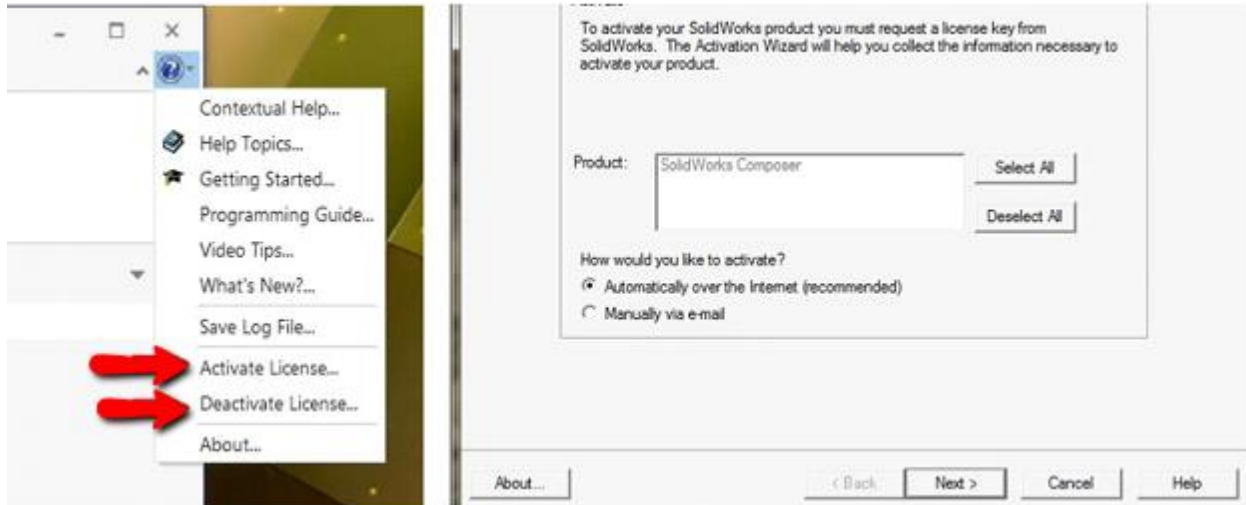 Contextual Help...
Help Topics...
Getting Started...
Programming Guide...
Video Tips...
What's New?...
Save Log File...
Activate License...
Deactivate License...
About...
To activate your SolidWorks product you must request a license key from
SolidWorks. The Activation Wizard will help you collect the information necessary to
activate your product.
Product:
SolidWorks Composer
Select All
Deselect All
How would you like to activate?
Automatically over the Internet (recommended)
Manually via e-mail
About...
< Back
Next >
Cancel
Help